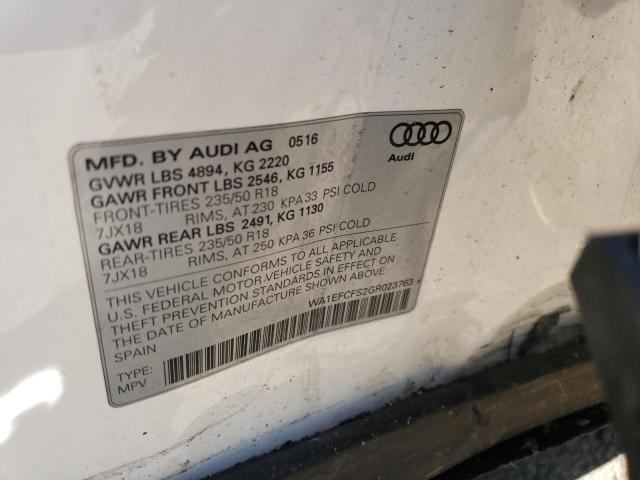 MFD. BY AUDI AG 0516
GVWR LBS 4894, KG 2220
GAWR FRONT LBS 2546, KG 1155
FRONT-TIRES 235/50 R18
7JX18 RIMS, AT 230 KPA 33 PSI COLD
GAWR REAR LBS 2491, KG 1130
REAR-TIRES 235/50 R18
7JX18 RIMS, AT 250 KPA 36 PSI COLD
THIS VEHICLE CONFORMS TO ALL APPLICABLE
U.S. FEDERAL MOTOR VEHICLE SAFETY AND
THEFT PREVENTION STANDARDS IN EFFECT ON
THE DATE OF MANUFACTURE SHOWN ABOVE.
SPAIN
* WA1EFCFS2GR023763 *
TYPE:
MPV
Audi